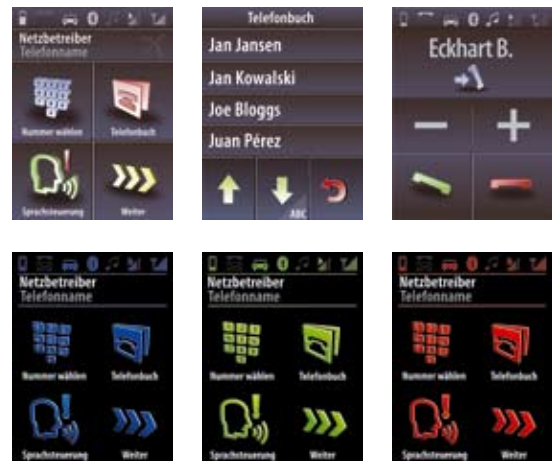 Netzbetreiber
Telefonname
Nummer wählen
Telefonbuch
Sprachsteuerung
Weiter
Telefonbuch
Jan Jansen
Jan Kowalski
Joe Bloggs
Juan Pérez
ABC
Eckhart B.
Netzbetreiber
Telefonname
Nummer wählen
Telefonbuch
Sprachsteuerung
Weiter
Netzbetreiber
Telefonname
Nummer wählen
Telefonbuch
Sprachsteuerung
Weiter
Netzbetreiber
Telefonname
Nummer wählen
Telefonbuch
Sprachsteuerung
Weiter